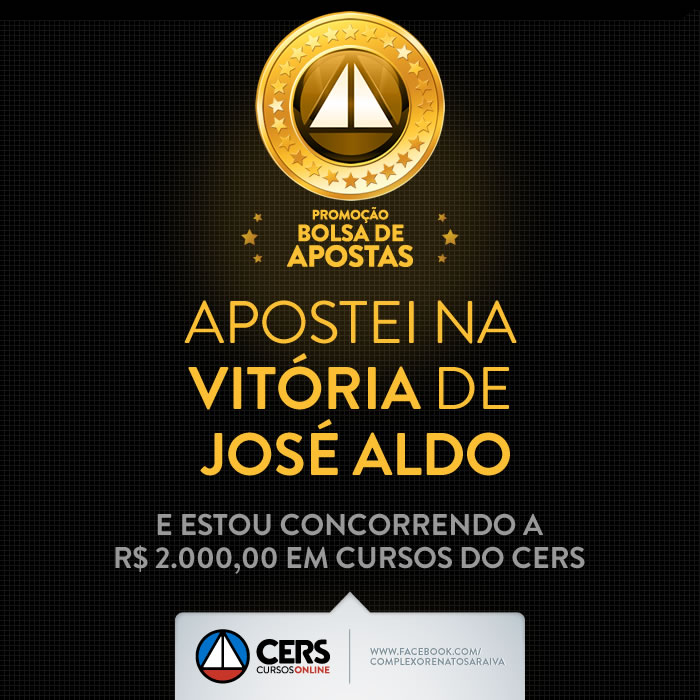 PROMOÇÃO
BOLSA DE
APOSTAS
APOSTEI NA
VITÓRIA DE
JOSÉ ALDO
E ESTOU CONCORRENDO A
R$ 2.000,00 EM CURSOS DO CERS
CERS
CURSOSONLINE
WWW.FACEBOOK.COM/
COMPLEXORENATOSARAIVA